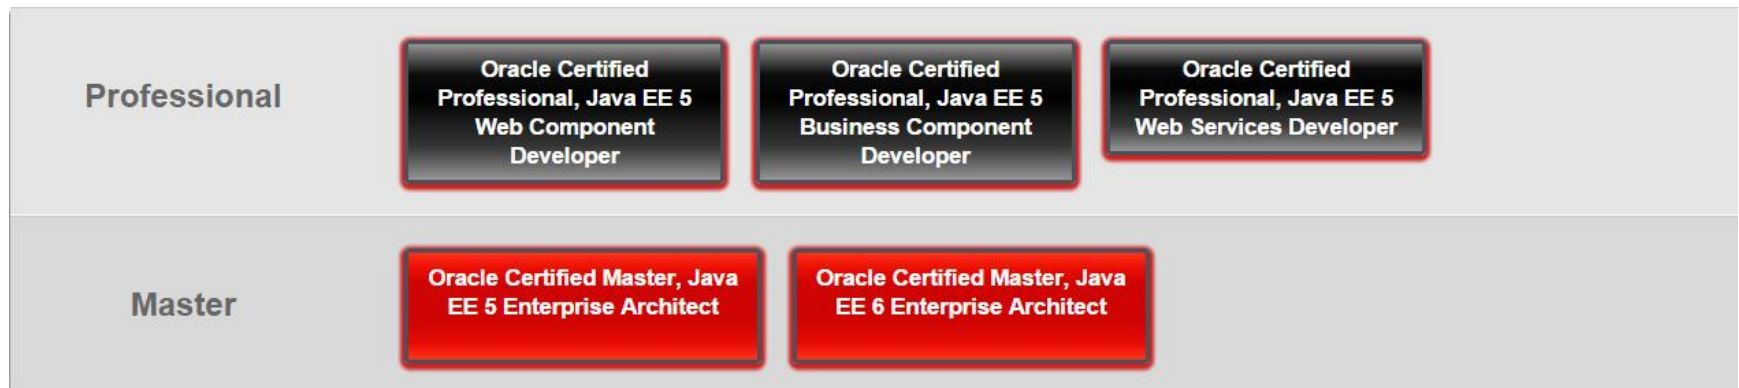 Professional
Oracle Certified
Professional, Java EE 5
Web Component
Developer
Oracle Certified
Professional, Java EE 5
Business Component
Developer
Oracle Certified
Professional, Java EE 5
Web Services Developer
Master
Oracle Certified Master, Java
EE 5 Enterprise Architect
Oracle Certified Master, Java
EE 6 Enterprise Architect